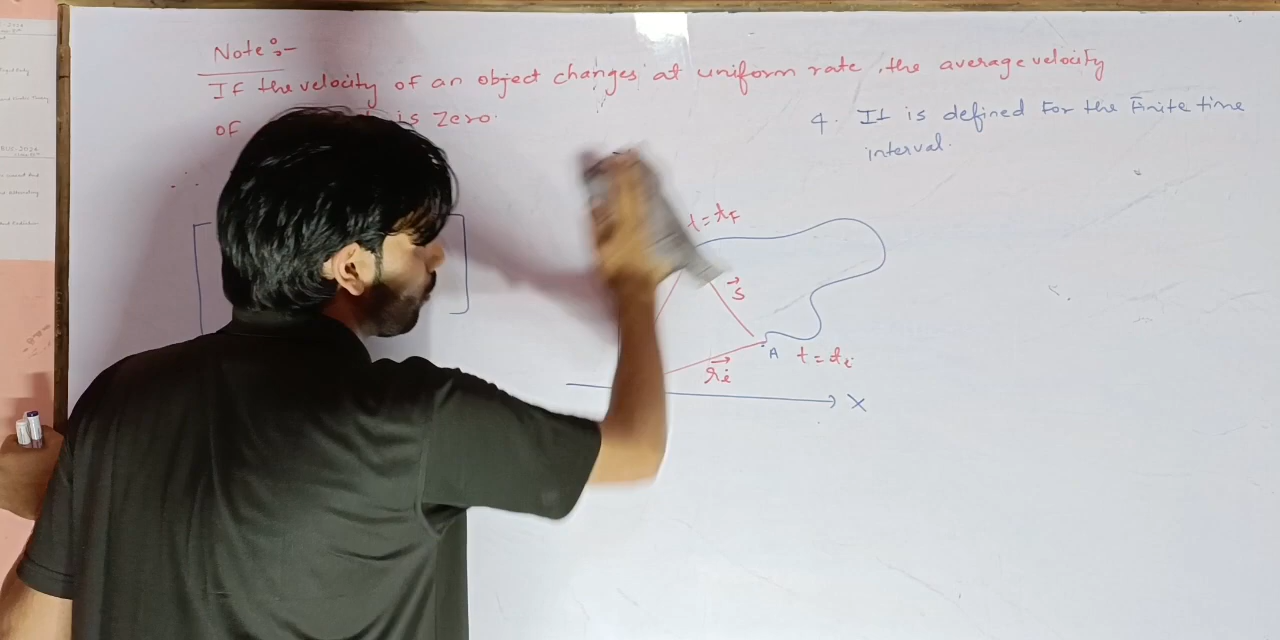 Note :-
If the velocity of an object changes at uniform rate, the average velocity
of is zero.
4. It is defined for the finite time
interval.
t = t_F
S
A t = t_i
r_i
X